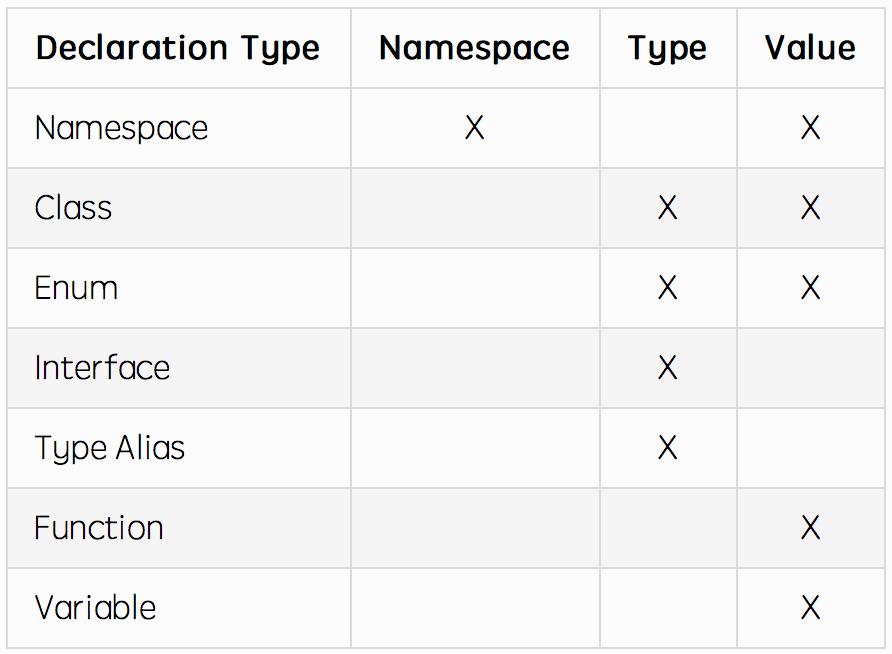 Declaration Type Namespace Type Value
Namespace X X
Class X X
Enum X X
Interface X
Type Alias X
Function X
Variable X